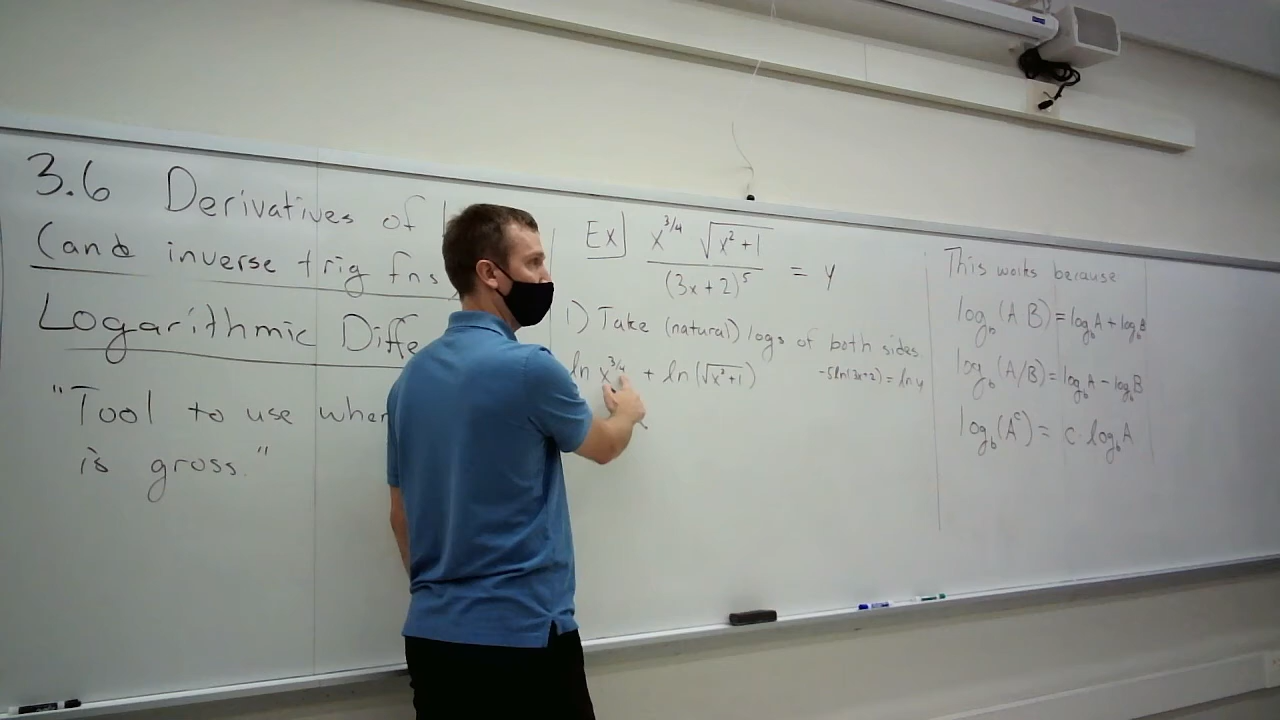 3.6 Derivatives of
(and inverse trig fns
Logarithmic Diffe
"Tool to use when
is gross."
Ex] x^{3/4} √(x²+1) / (3x+2)^5 = y
1) Take (natural) logs of both sides
ln x^{3/4} + ln(√(x²+1)) -5ln(3x+2) = ln y
This works because
log_b(A B) = log_b A + log_b B
log_b(A/B) = log_b A - log_b B
log_b(A^c) = c·log_b A